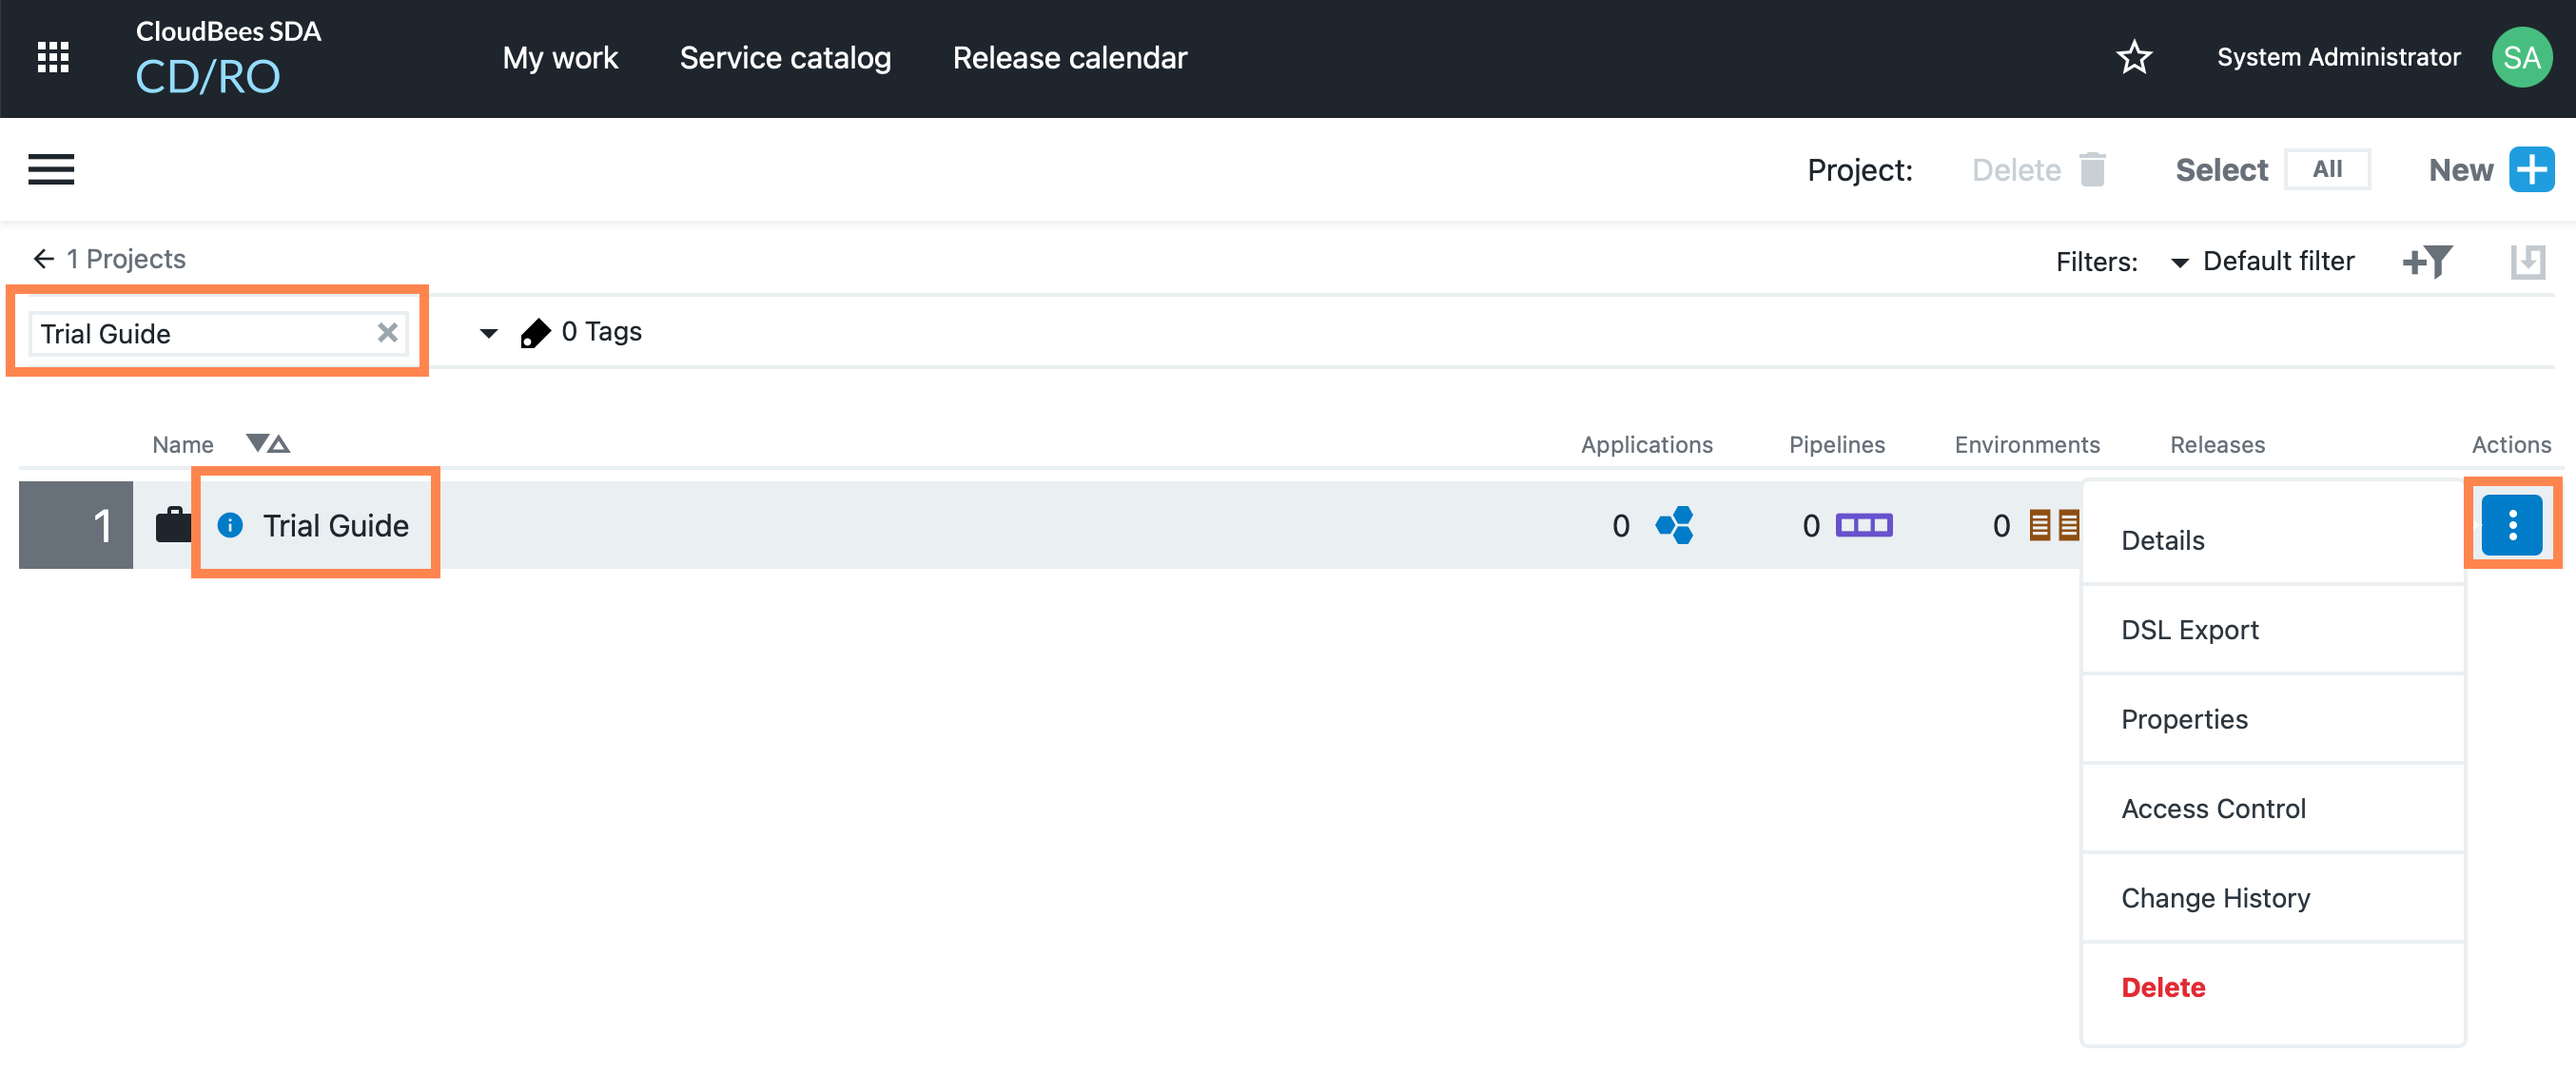 CloudBees SDA
CD/RO
My work Service catalog Release calendar System Administrator SA
Project: Delete Select All New
1 Projects Filters: Default filter
Trial Guide 0 Tags
Name Applications Pipelines Environments Releases Actions
1 Trial Guide 0 0 0
Details
DSL Export
Properties
Access Control
Change History
Delete